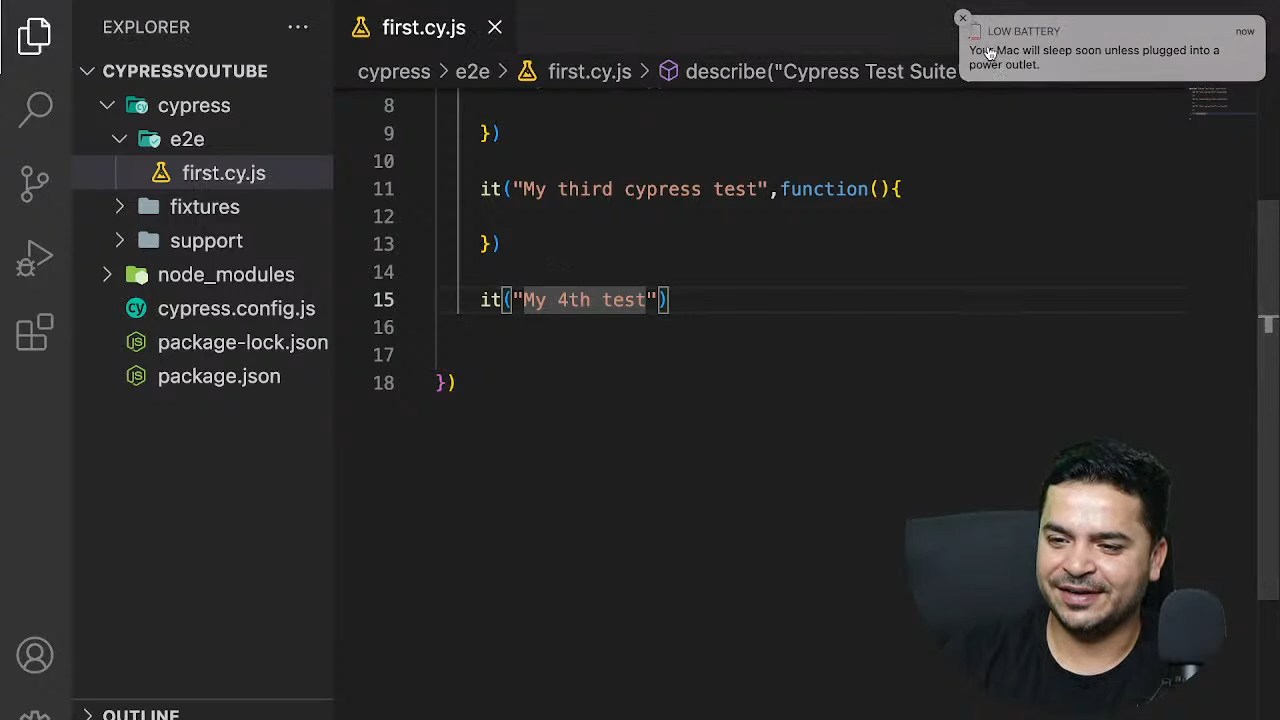 EXPLORER
CYPRESSYOUTUBE
cypress
e2e
first.cy.js
fixtures
support
node_modules
cypress.config.js
package-lock.json
package.json
OUTLINE
first.cy.js
cypress > e2e > first.cy.js > describe("Cypress Test Suite
8
9 })
10
11 it("My third cypress test",function(){
12
13 })
14
15 it("My 4th test")
16
17
18 })
LOW BATTERY now
Your Mac will sleep soon unless plugged into a
power outlet.